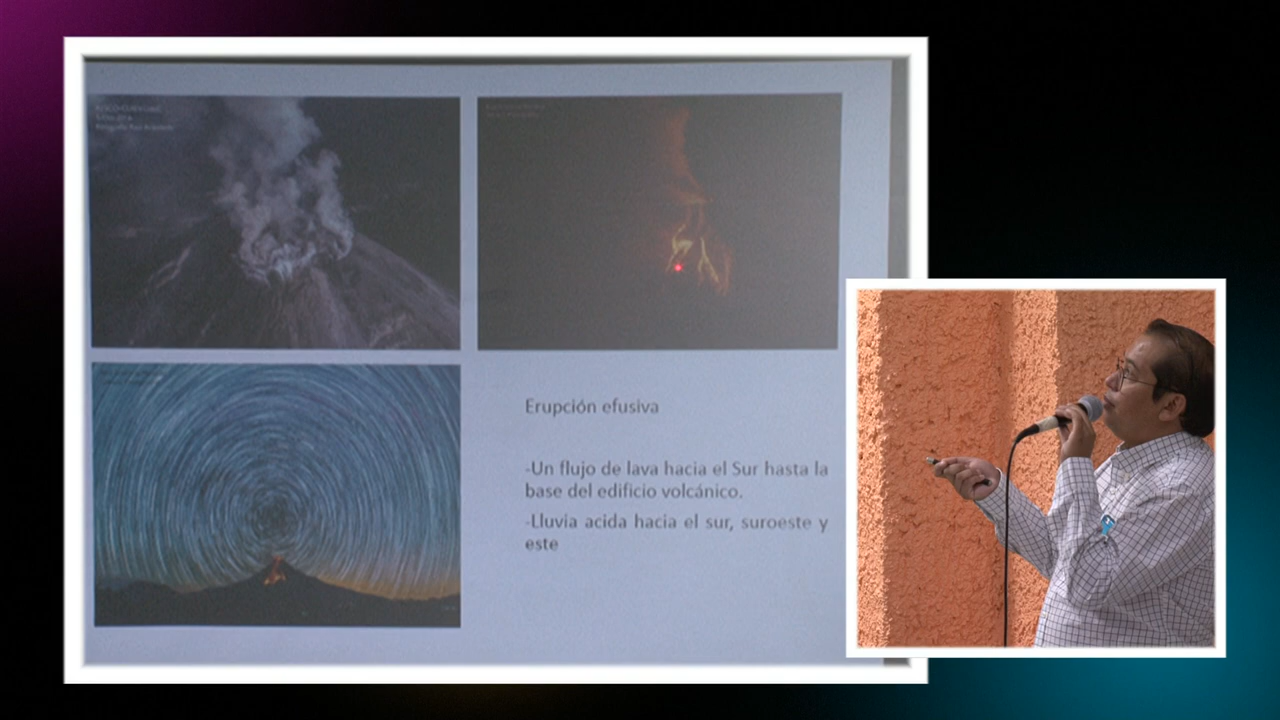 Erupción efusiva
-Un flujo de lava hacia el Sur hasta la
base del edificio volcánico.
-Lluvia acida hacia el sur, suroeste y
este